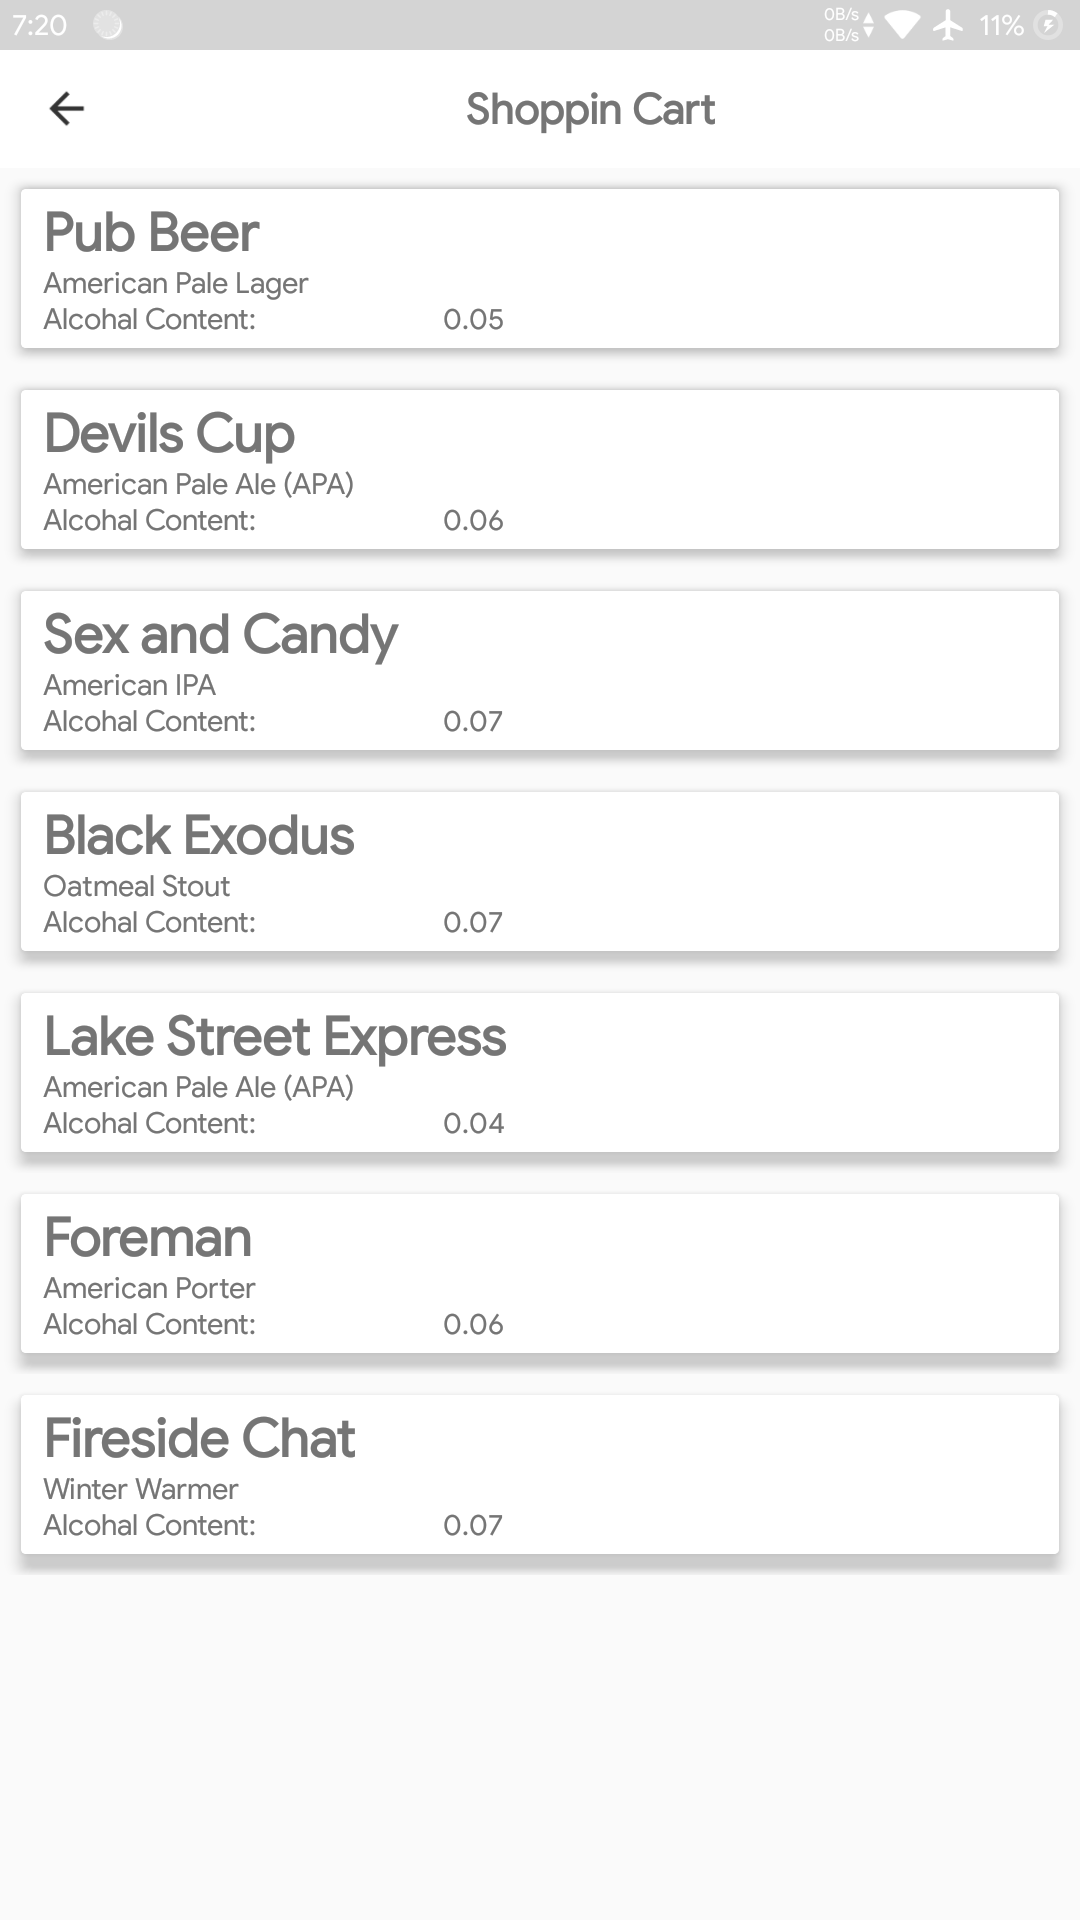 7:20
0B/s
0B/s
11%
Shoppin Cart
Pub Beer
American Pale Lager
Alcohal Content: 0.05
Devils Cup
American Pale Ale (APA)
Alcohal Content: 0.06
Sex and Candy
American IPA
Alcohal Content: 0.07
Black Exodus
Oatmeal Stout
Alcohal Content: 0.07
Lake Street Express
American Pale Ale (APA)
Alcohal Content: 0.04
Foreman
American Porter
Alcohal Content: 0.06
Fireside Chat
Winter Warmer
Alcohal Content: 0.07